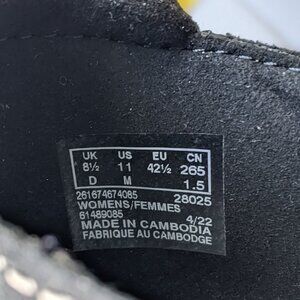 UK US EU CN
8½ 11 42½ 265
D M 1.5
261674674085 28025
WOMENS/FEMMES
61489085 4/22
MADE IN CAMBODIA
FABRIQUE AU CAMBODGE